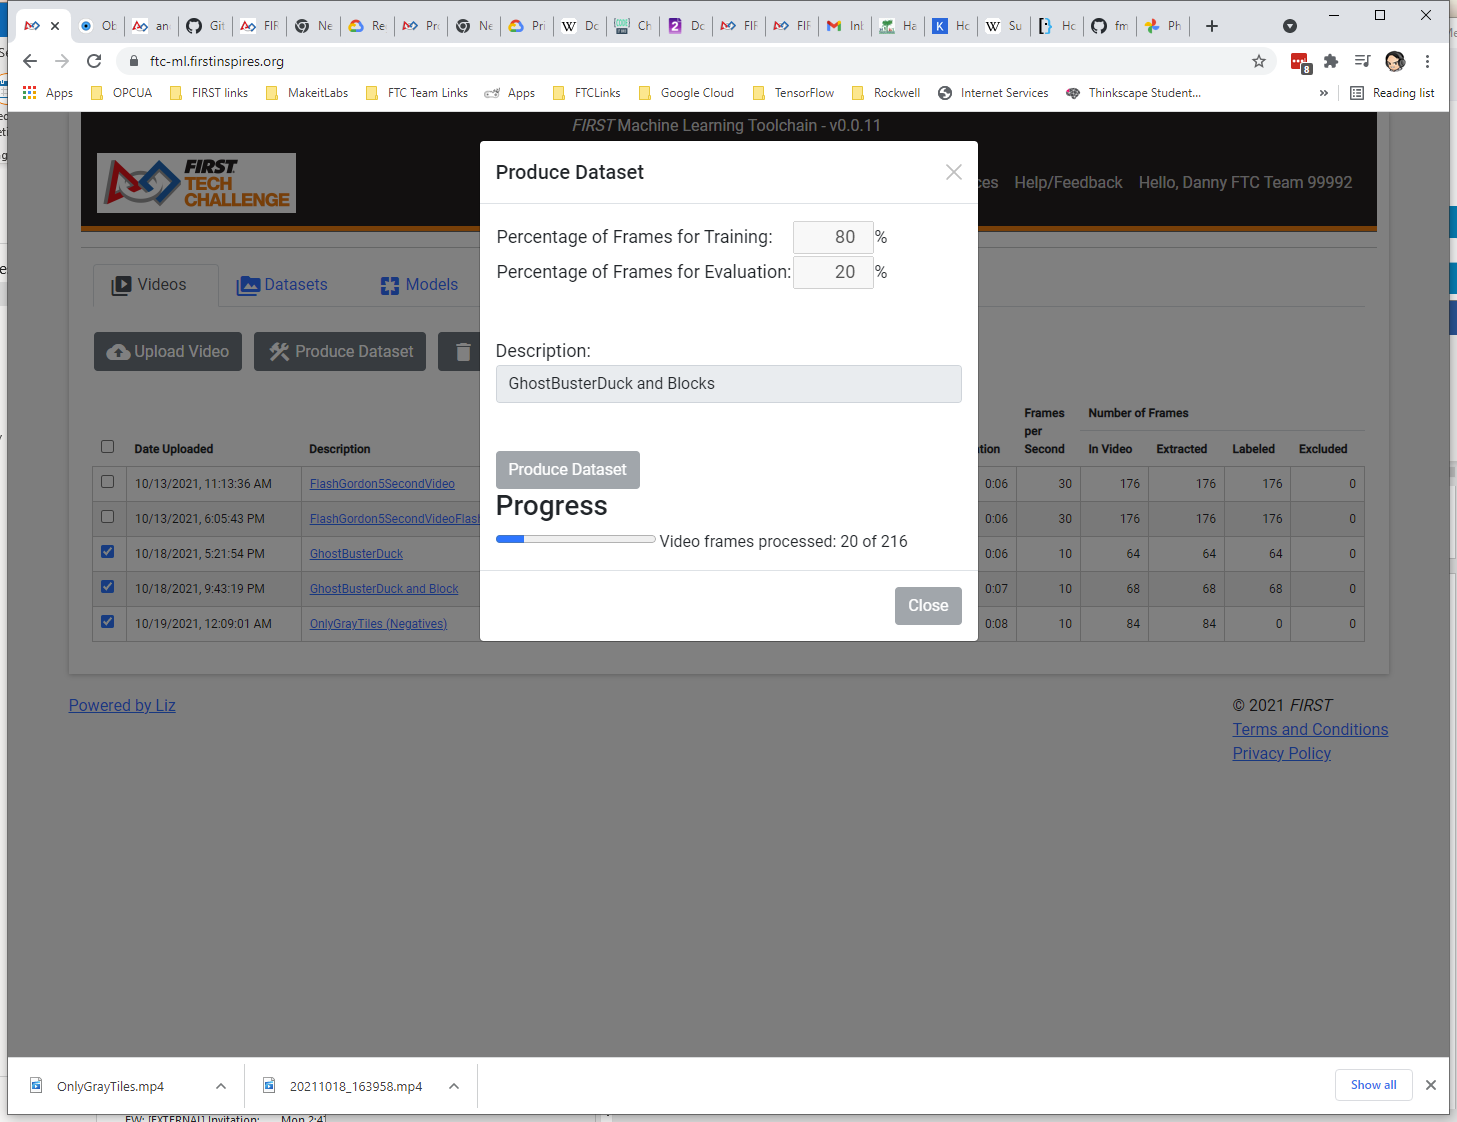 Ob
an
Git
FIR
Ne
Re
Pro
Ne
Pri
W Dc
Ch
2 Dc
FIF
FIF
Inl
Ha
K Hc
W Su
Hc
fm
Ph
ftc-ml.firstinspires.org
8
Apps OPCUA FIRST links MakeitLabs FTC Team Links Apps FTCLinks Google Cloud TensorFlow Rockwell Internet Services Thinkscape Student... » Reading list
FIRST Machine Learning Toolchain - v0.0.11
FIRST
TECH
CHALLENGE
ces Help/Feedback Hello, Danny FTC Team 99992
Produce Dataset
Percentage of Frames for Training: 80 %
Percentage of Frames for Evaluation: 20 %
Videos Datasets Models
Upload Video Produce Dataset
Description:
GhostBusterDuck and Blocks
Produce Dataset
Progress
Video frames processed: 20 of 216
Close
Frames per Second Number of Frames
Date Uploaded Description tion In Video Extracted Labeled Excluded
10/13/2021, 11:13:36 AM FlashGordon5SecondVideo 0:06 30 176 176 176 0
10/13/2021, 6:05:43 PM FlashGordon5SecondVideoFlas 0:06 30 176 176 176 0
10/18/2021, 5:21:54 PM GhostBusterDuck 0:06 10 64 64 64 0
10/18/2021, 9:43:19 PM GhostBusterDuck and Block 0:07 10 68 68 68 0
10/19/2021, 12:09:01 AM OnlyGrayTiles (Negatives) 0:08 10 84 84 0 0
Powered by Liz
© 2021 FIRST
Terms and Conditions
Privacy Policy
OnlyGrayTiles.mp4 20211018_163958.mp4 Show all
FW: [EXTERNAL] Invitation: Mon 2:41